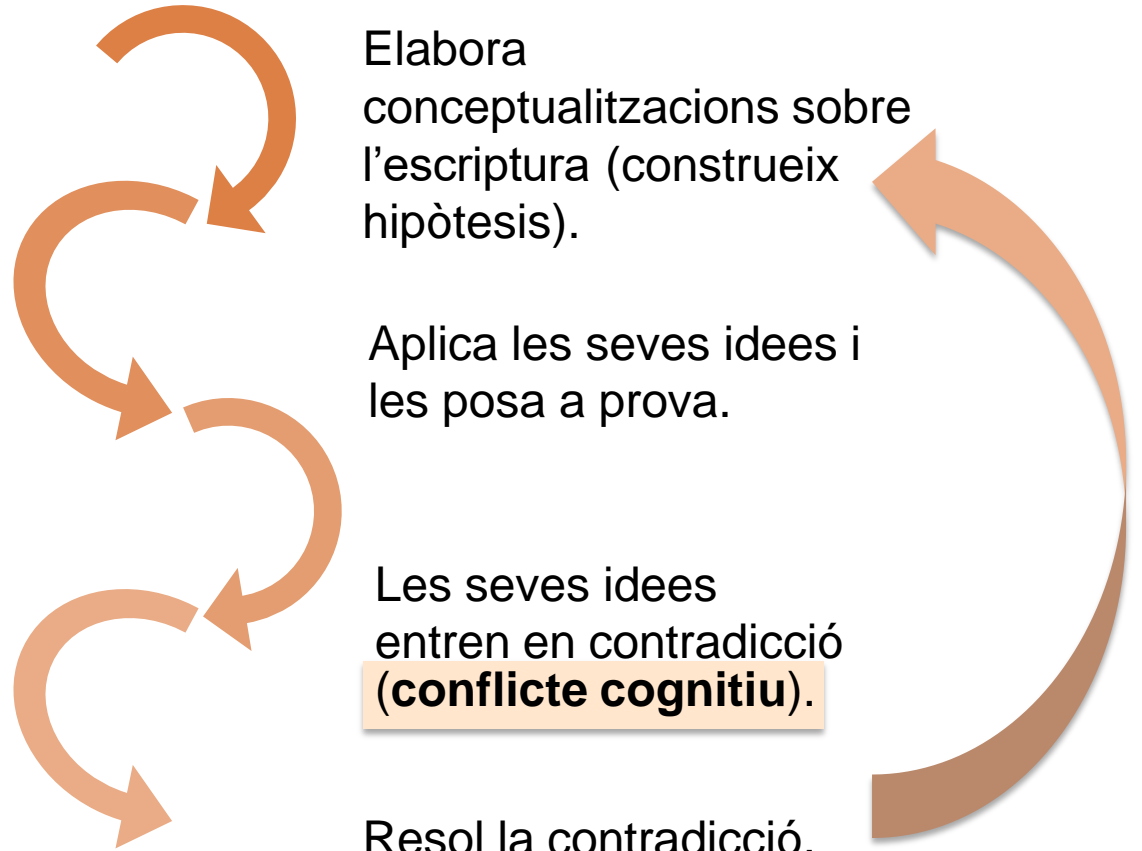 Elabora
conceptualitzacions sobre
l’escriptura (construeix
hipòtesis).
Aplica les seves idees i
les posa a prova.
Les seves idees
entren en contradicció
(conflicte cognitiu).
Resol la contradicció.